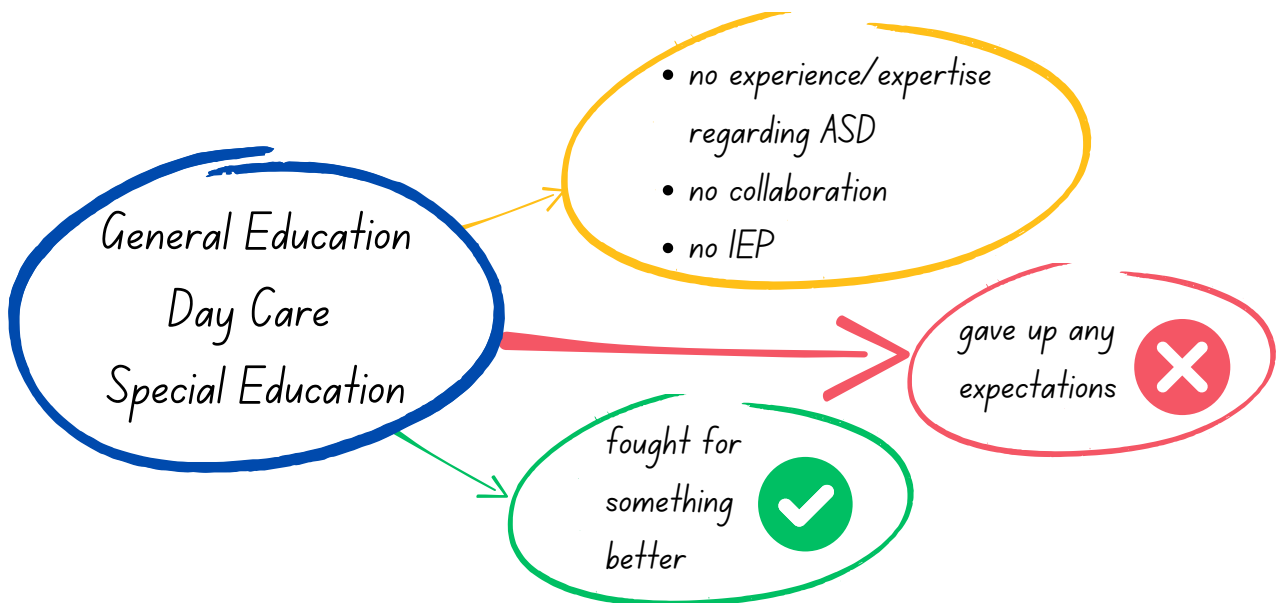 General Education
Day Care
Special Education
• no experience/expertise
regarding ASD
• no collaboration
• no IEP
gave up any
expectations
fought for
something
better